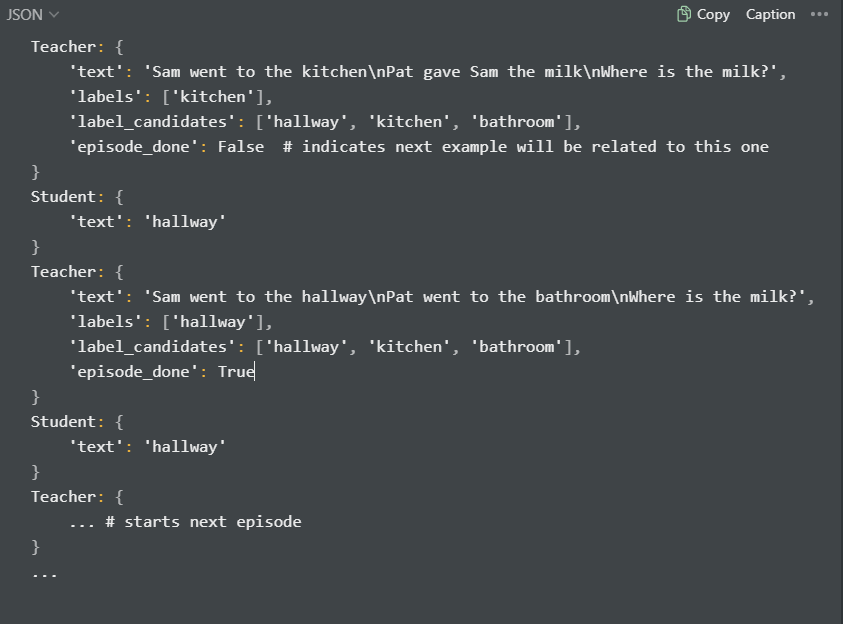 JSON
Copy Caption ...
Teacher: {
    'text': 'Sam went to the kitchen\nPat gave Sam the milk\nWhere is the milk?',
    'labels': ['kitchen'],
    'label_candidates': ['hallway', 'kitchen', 'bathroom'],
    'episode_done': False  # indicates next example will be related to this one
}
Student: {
    'text': 'hallway'
}
Teacher: {
    'text': 'Sam went to the hallway\nPat went to the bathroom\nWhere is the milk?',
    'labels': ['hallway'],
    'label_candidates': ['hallway', 'kitchen', 'bathroom'],
    'episode_done': True
}
Student: {
    'text': 'hallway'
}
Teacher: {
    ... # starts next episode
}
...